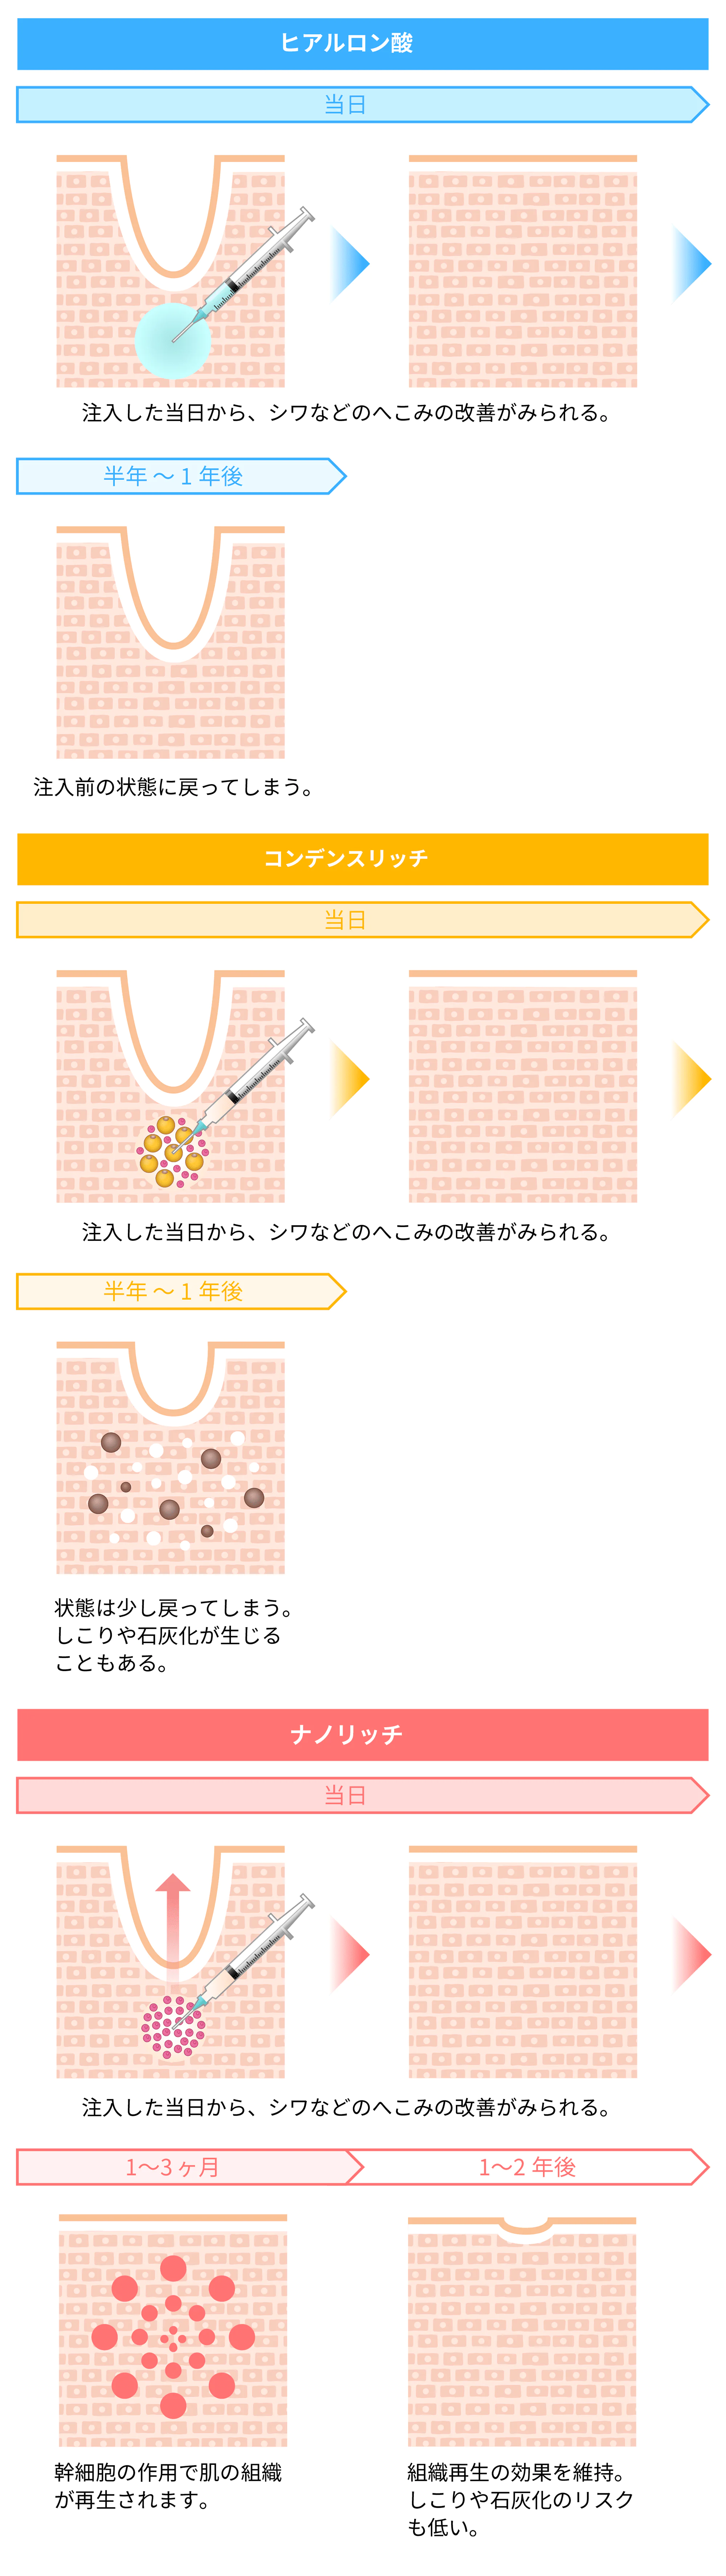 ヒアルロン酸
当日
注入した当日から、シワなどのへこみの改善がみられる。
半年 〜 1 年後
注入前の状態に戻ってしまう。
コンデンスリッチ
当日
注入した当日から、シワなどのへこみの改善がみられる。
半年 〜 1 年後
状態は少し戻ってしまう。
しこりや石灰化が生じる
こともある。
ナノリッチ
当日
注入した当日から、シワなどのへこみの改善がみられる。
1〜3ヶ月
1〜2 年後
幹細胞の作用で肌の組織
が再生されます。
組織再生の効果を維持。
しこりや石灰化のリスク
も低い。